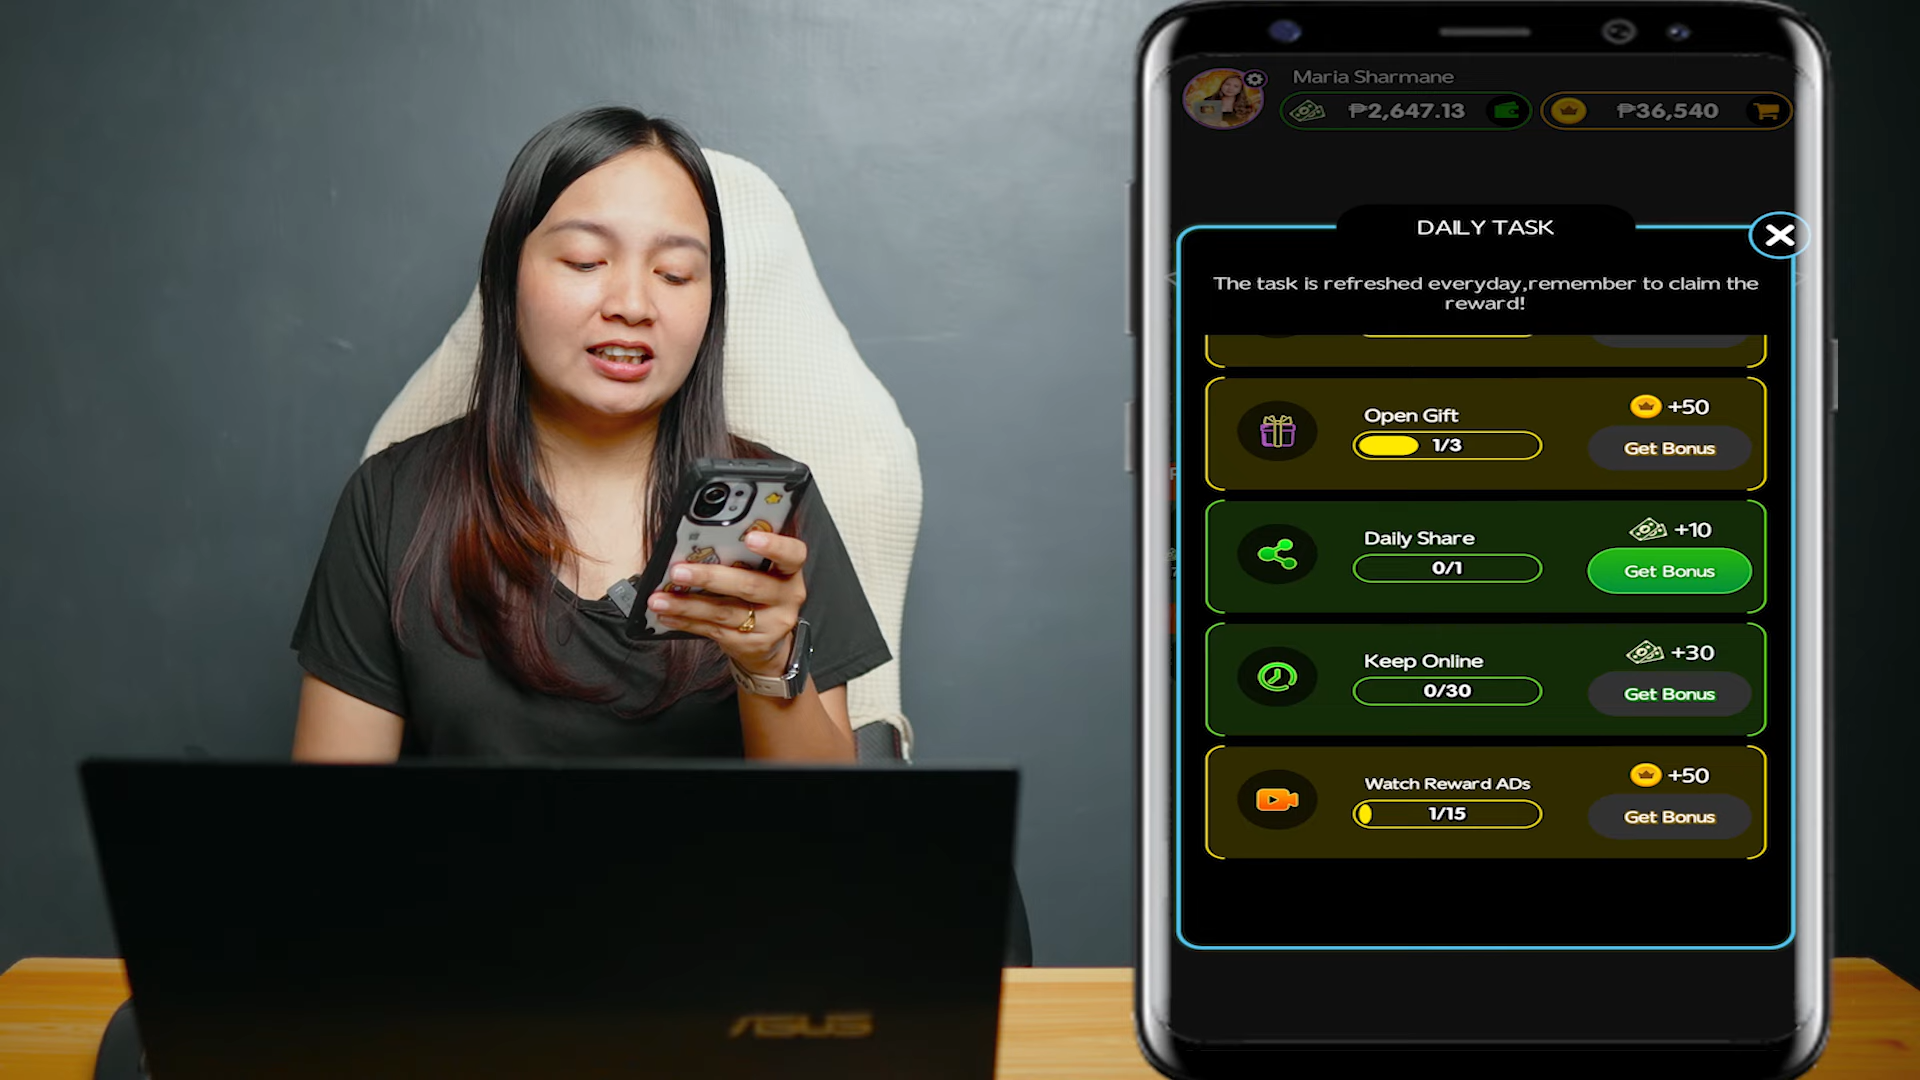 Maria Sharmane
₱2,647.13
₱36,540
DAILY TASK
The task is refreshed everyday,remember to claim the
reward!
Open Gift
1/3
+50
Get Bonus
Daily Share
0/1
+10
Get Bonus
Keep Online
0/30
+30
Get Bonus
Watch Reward ADs
1/15
+50
Get Bonus
ASUS